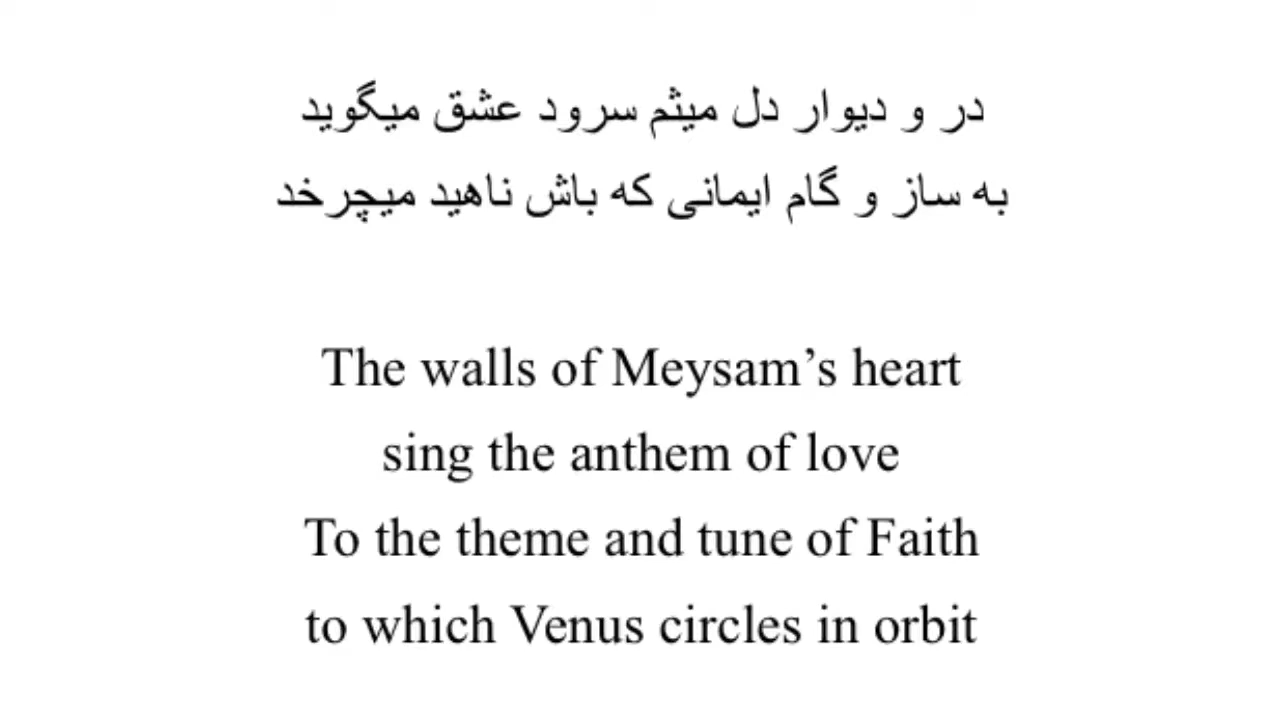 در و دیوار دل میثم سرود عشق میگوید
به ساز و گام ایمانی که باش ناهید میچرخد
The walls of Meysam’s heart
sing the anthem of love
To the theme and tune of Faith
to which Venus circles in orbit